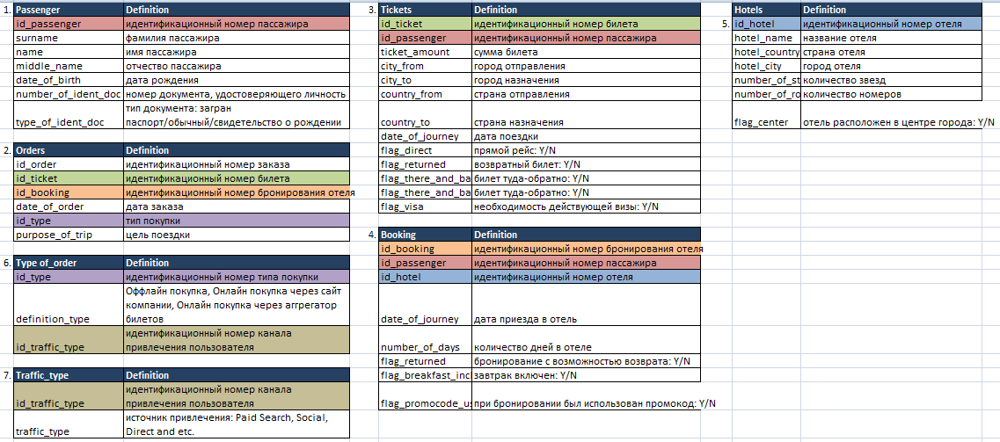 1. Passenger Definition
id_passenger идентификационный номер пассажира
surname фамилия пассажира
name имя пассажира
middle_name отчество пассажира
date_of_birth дата рождения
number_of_ident_doc номер документа, удостоверяющего личность
тип документа: загран
type_of_ident_doc паспорт/обычный/свидетельство о рождении
2. Orders Definition
id_order идентификационный номер заказа
id_ticket идентификационный номер билета
id_booking идентификационный номер бронирования отеля
date_of_order дата заказа
id_type тип покупки
purpose_of_trip цель поездки
6. Type of_order Definition
id_type идентификационный номер типа покупки
Оффлайн покупка, Онлайн покупка через сайт
компании, Онлайн покупка через аггрегатор
definition_type билетов
идентификационный номер канала
id_traffic_type привлечения пользователя
7. Traffic_type Definition
идентификационный номер канала
id_traffic_type привлечения пользователя
источник привлечения: Paid Search, Social,
traffic_type Direct and etc.
3. Tickets Definition
id_ticket идентификационный номер билета
id_passenger идентификационный номер пассажира
ticket_amount сумма билета
city_from город отправления
city_to город назначения
country_from страна отправления
country_to страна назначения
date_of_journey дата поездки
flag_direct прямой рейс: Y/N
flag_returned возвратный билет: Y/N
flag_there_and_ba билет туда-обратно: Y/N
flag_there_and_ba билет туда-обратно: Y/N
flag_visa необходимость действующей визы: Y/N
4. Booking Definition
id_booking идентификационный номер бронирования отеля
id_passenger идентификационный номер пассажира
id_hotel идентификационный номер отеля
date_of_journey дата приезда в отель
number_of_days количество дней в отеле
flag_returned бронирование с возможностью возврата: Y/N
flag_breakfast_incl завтрак включен: Y/N
flag_promocode_us при бронировании был использован промокод: Y/N
Hotels Definition
5. id_hotel идентификационный номер отеля
hotel_name название отеля
hotel_country страна отеля
hotel_city город отеля
number_of_st количество звезд
number_of_ro количество номеров
flag_center отель расположен в центре города: Y/N